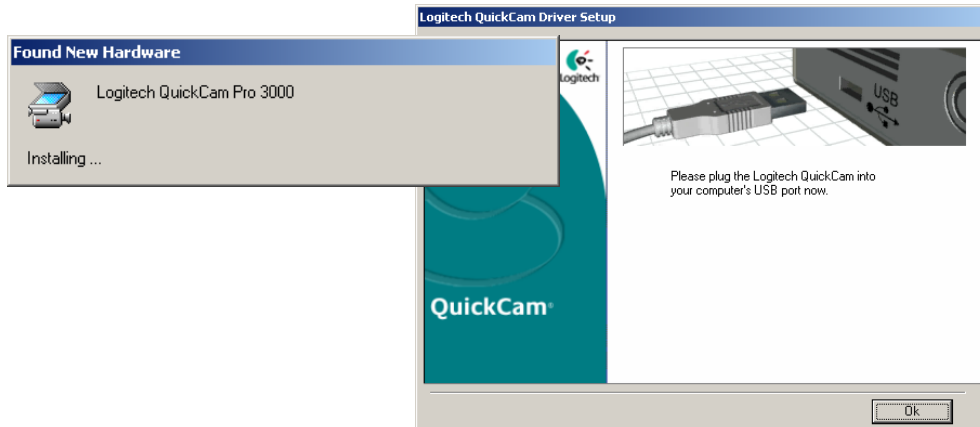 Logitech QuickCam Driver Setup
Found New Hardware
Logitech QuickCam Pro 3000
Installing ...
Logitech
USB
Please plug the Logitech QuickCam into
your computer's USB port now.
QuickCam®
Ok